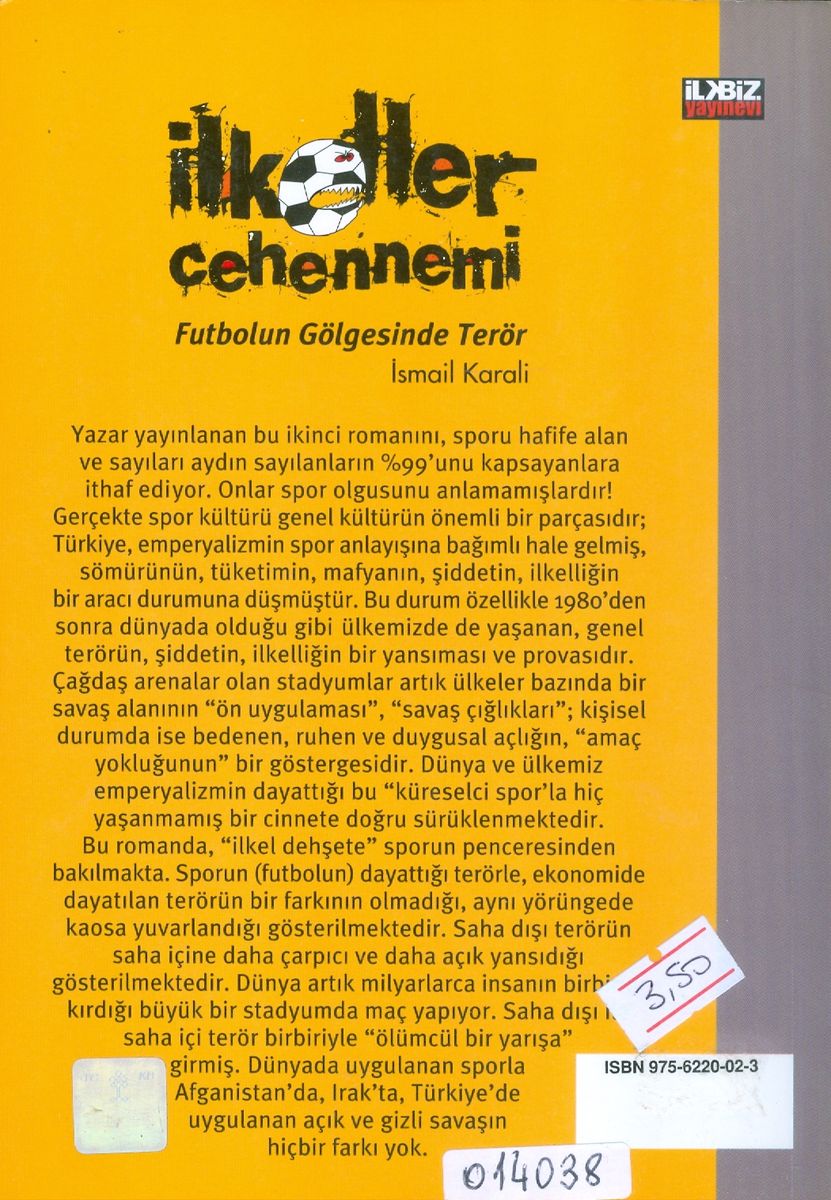 iLKBiZ.
yayınevi
ilkeller
cehennemi
Futbolun Gölgesinde Terör
İsmail Karali
Yazar yayınlanan bu ikinci romanını, sporu hafife alan
ve sayıları aydın sayılanların %99'unu kapsayanlara
ithaf ediyor. Onlar spor olgusunu anlamamışlardır!
Gerçekte spor kültürü genel kültürün önemli bir parçasıdır;
Türkiye, emperyalizmin spor anlayışına bağımlı hale gelmiş,
sömürünün, tüketimin, mafyanın, şiddetin, ilkelliğin
bir aracı durumuna düşmüştür. Bu durum özellikle 1980'den
sonra dünyada olduğu gibi ülkemizde de yaşanan, genel
terörün, şiddetin, ilkelliğin bir yansıması ve provasıdır.
Çağdaş arenalar olan stadyumlar artık ülkeler bazında bir
savaş alanının "ön uygulaması", "savaş çığlıkları"; kişisel
durumda ise bedenen, ruhen ve duygusal açlığın, "amaç
yokluğunun" bir göstergesidir. Dünya ve ülkemiz
emperyalizmin dayattığı bu "küreselci spor'la hiç
yaşanmamış bir cinnete doğru sürüklenmektedir.
Bu romanda, "ilkel dehşete" sporun penceresinden
bakılmakta. Sporun (futbolun) dayattığı terörle, ekonomide
dayatılan terörün bir farkının olmadığı, aynı yörüngede
kaosa yuvarlandığı gösterilmektedir. Saha dışı terörün
saha içine daha çarpıcı ve daha açık yansıdığı
gösterilmektedir. Dünya artık milyarlarca insanın
kırdığı büyük bir stadyumda maç yapıyor. Saha dışı
saha içi terör birbiriyle "ölümcül bir yarışa"
girmiş. Dünyada uygulanan sporla
Afganistan'da, Irak'ta, Türkiye'de
uygulanan açık ve gizli savaşın
hiçbir farkı yok.
3,50
ISBN 975-6220-02-3
014038